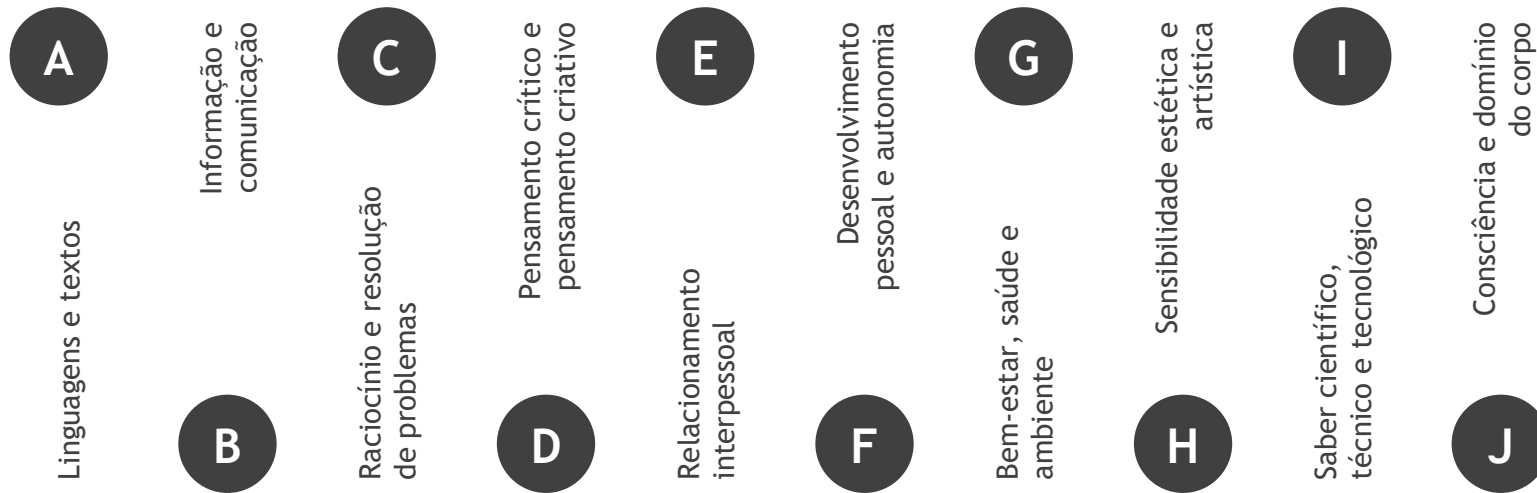 A
Linguagens e textos
Informação e
comunicação
B
C
Raciocínio e resolução
de problemas
Pensamento crítico e
pensamento criativo
D
E
Relacionamento
interpessoal
Desenvolvimento
pessoal e autonomia
F
G
Bem-estar, saúde e
ambiente
Sensibilidade estética e
artística
H
I
Saber científico,
técnico e tecnológico
Consciência e domínio
do corpo
J